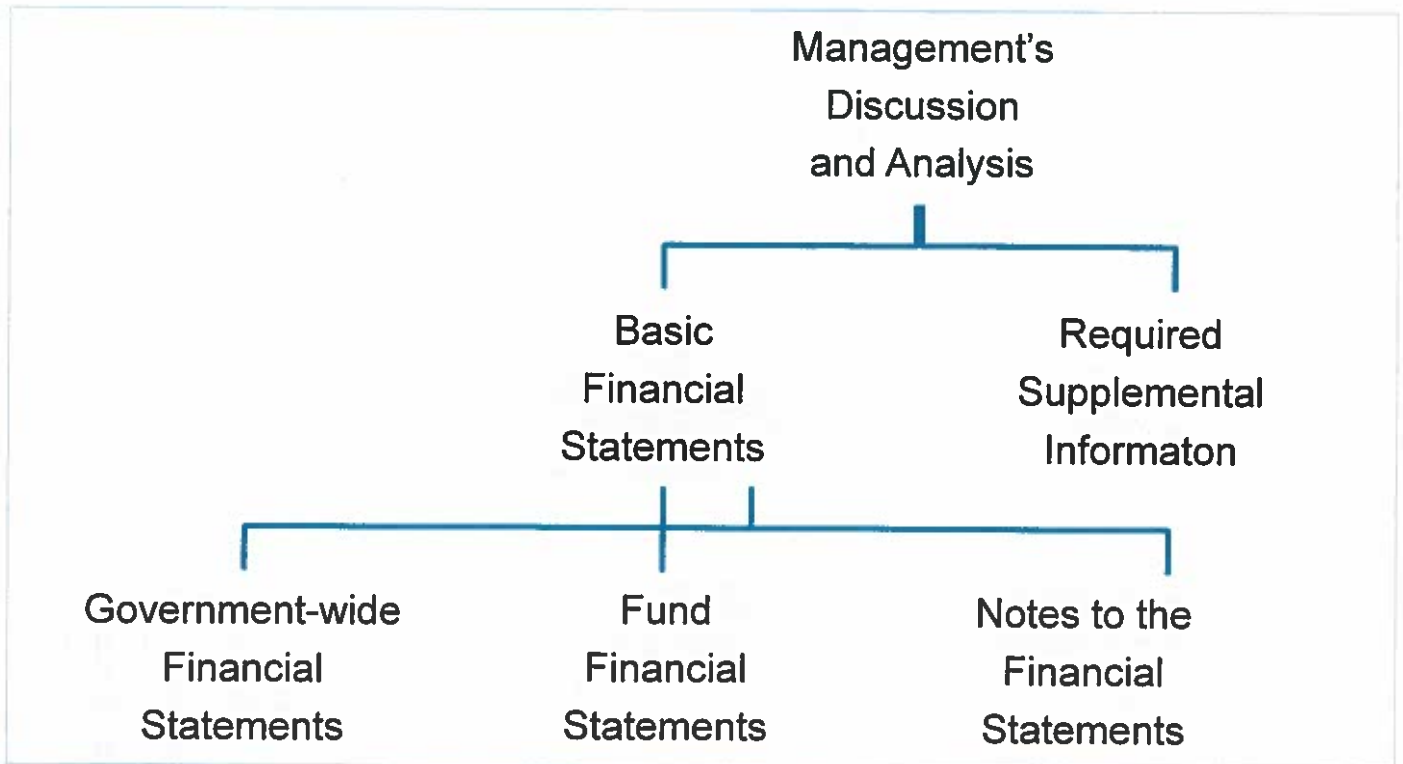 Management's
Discussion
and Analysis
Basic
Financial
Statements
Required
Supplemental
Informaton
Government-wide
Financial
Statements
Fund
Financial
Statements
Notes to the
Financial
Statements